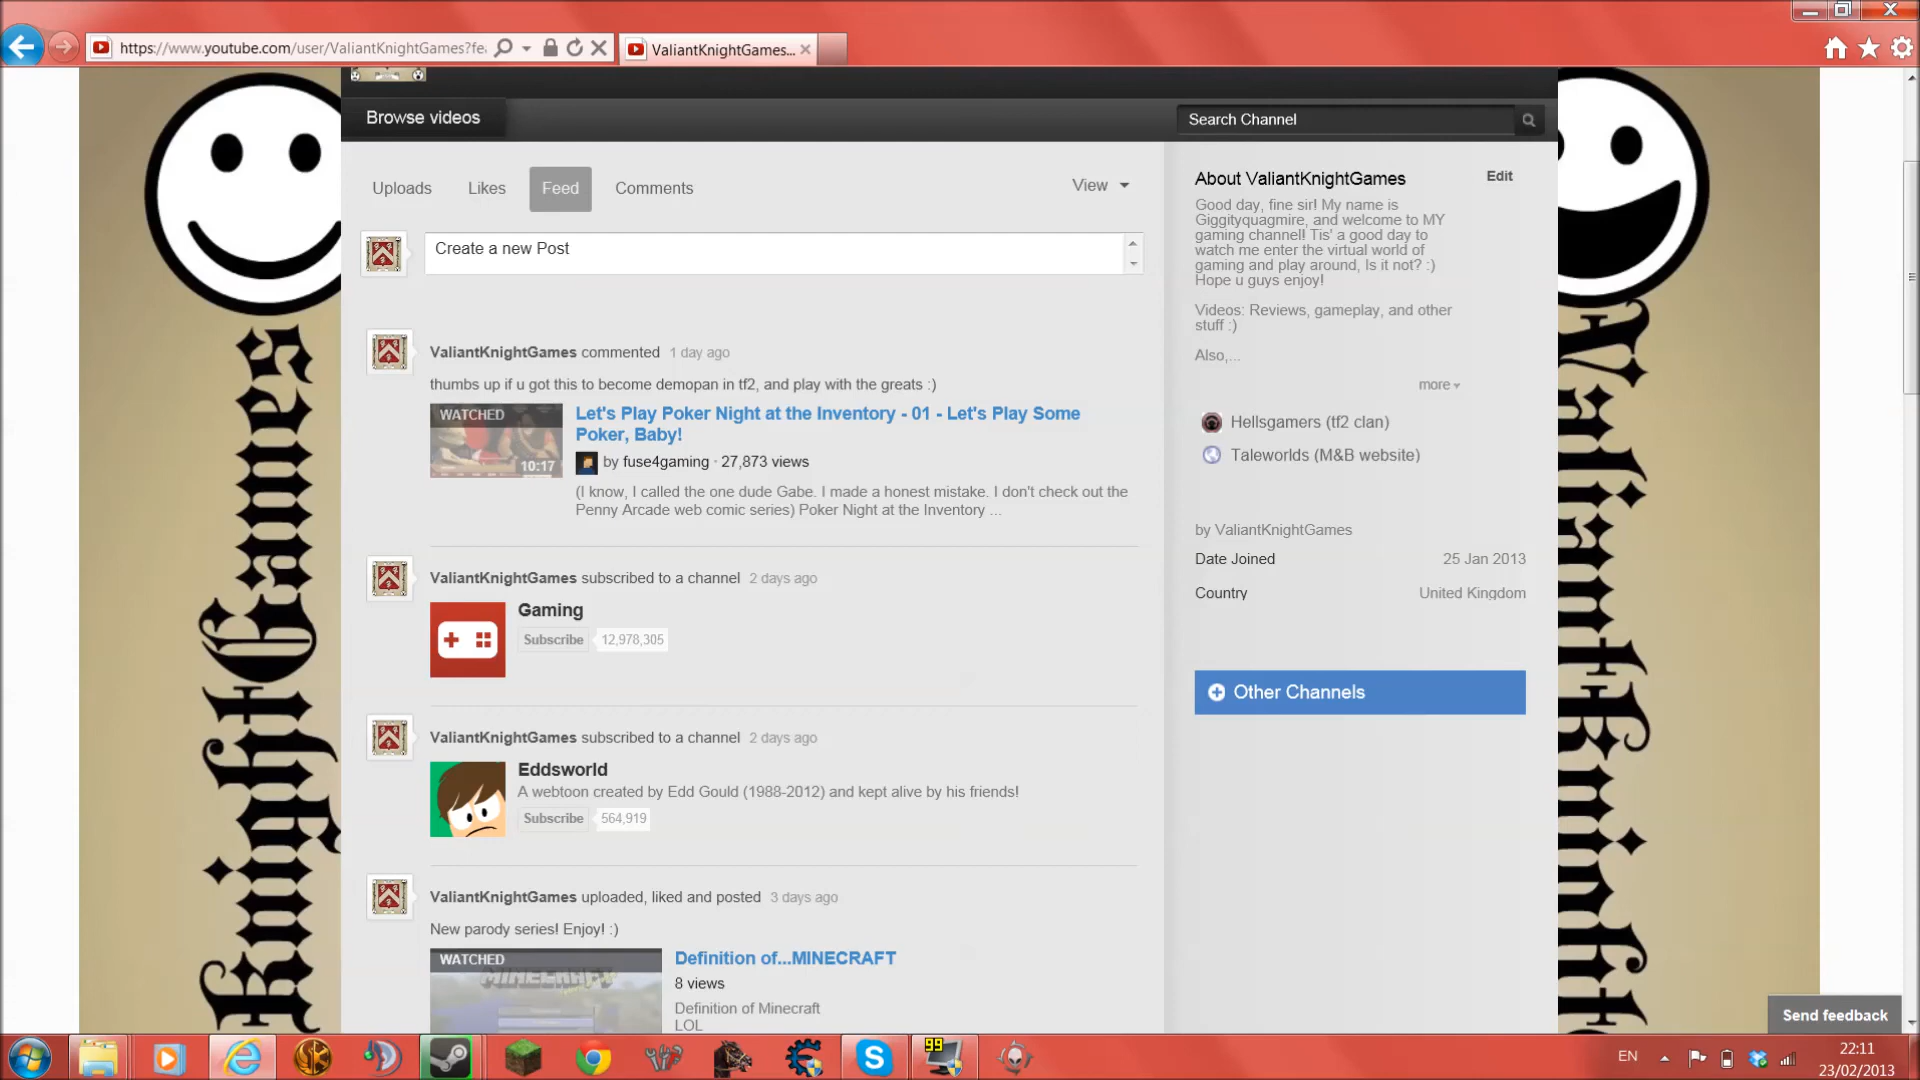 https://www.youtube.com/user/ValiantKnightGames?fe
ValiantKnightGames...
Browse videos
Search Channel
Uploads
Likes
Feed
Comments
View
Create a new Post
ValiantKnightGames commented 1 day ago
thumbs up if u got this to become demopan in tf2, and play with the greats :)
WATCHED
10:17
Let's Play Poker Night at the Inventory - 01 - Let's Play Some
Poker, Baby!
by fuse4gaming · 27,873 views
(I know, I called the one dude Gabe. I made a honest mistake. I don't check out the
Penny Arcade web comic series) Poker Night at the Inventory ...
ValiantKnightGames subscribed to a channel 2 days ago
Gaming
Subscribe 12,978,305
ValiantKnightGames subscribed to a channel 2 days ago
Eddsworld
A webtoon created by Edd Gould (1988-2012) and kept alive by his friends!
Subscribe 564,919
ValiantKnightGames uploaded, liked and posted 3 days ago
New parody series! Enjoy! :)
WATCHED
MINECRAFT
Definition of...MINECRAFT
8 views
Definition of Minecraft
LOL
About ValiantKnightGames
Edit
Good day, fine sir! My name is
Giggityquagmire, and welcome to MY
gaming channel! Tis' a good day to
watch me enter the virtual world of
gaming and play around, Is it not? :)
Hope u guys enjoy!
Videos: Reviews, gameplay, and other
stuff :)
Also,...
more
Hellsgamers (tf2 clan)
Taleworlds (M&B website)
by ValiantKnightGames
Date Joined 25 Jan 2013
Country United Kingdom
Other Channels
KnightGames
ValiantKnight
Send feedback
99
EN
22:11
23/02/2013